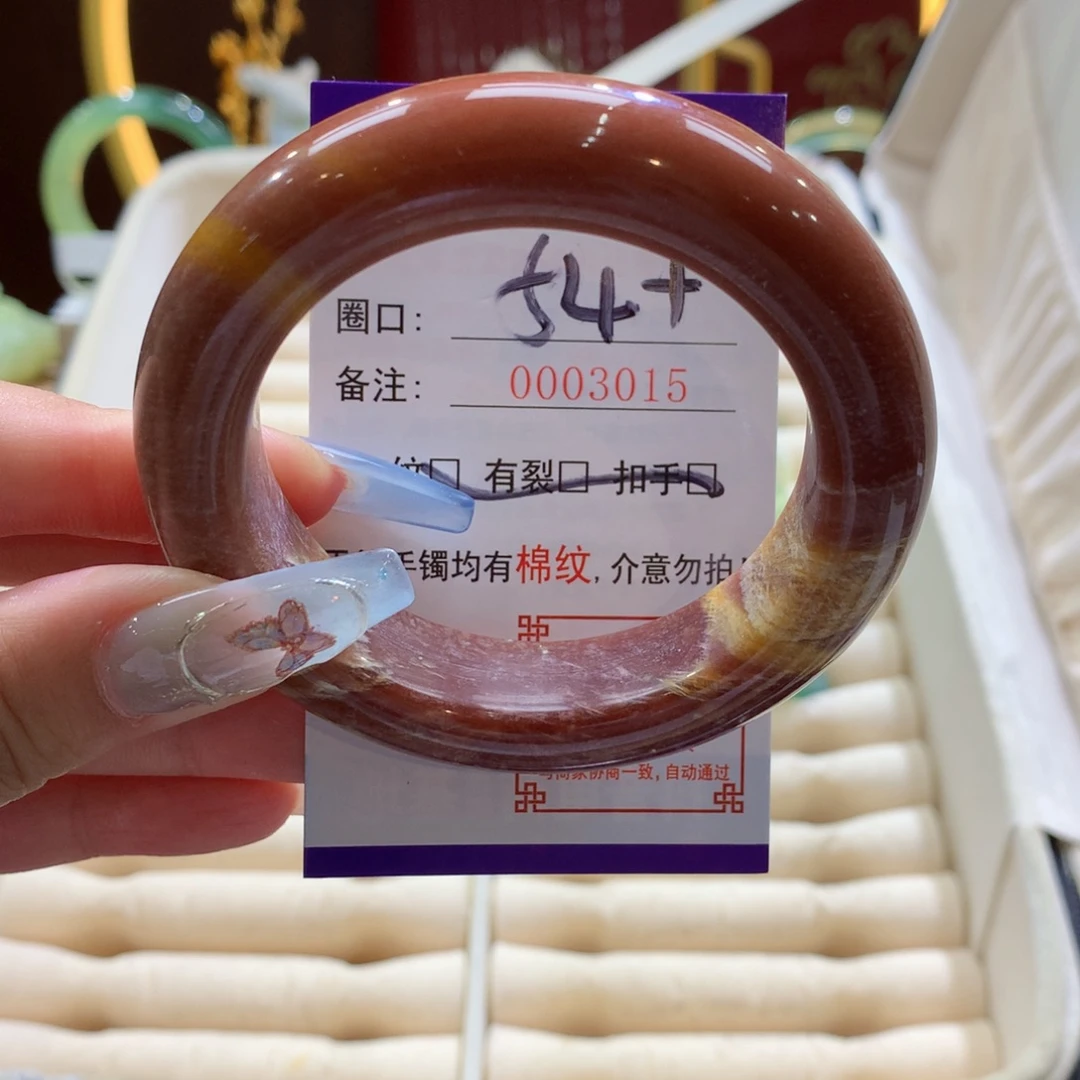 圈口: 54+
备注: 0003015
纹□ 有裂□ 扣手□
手镯均有棉纹,介意勿拍!
与商家协商一致,自动通过